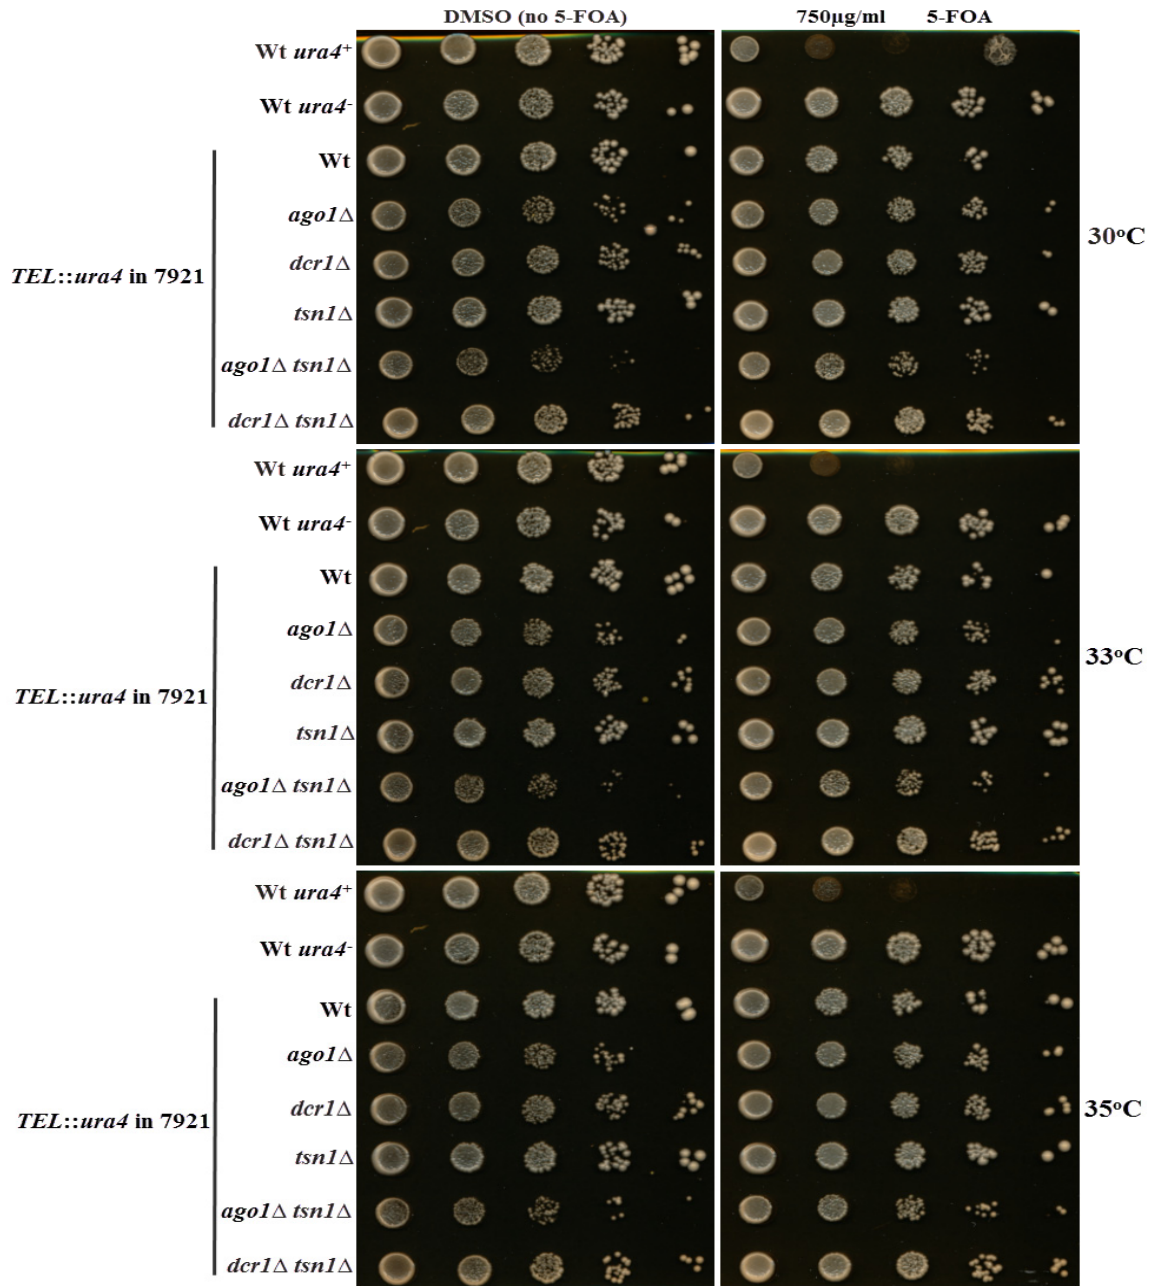 DMSO (no 5-FOA) 750µg/ml 5-FOA
Wt ura4⁺
Wt ura4⁻
Wt
ago1Δ
30°C
dcr1Δ
TEL::ura4 in 7921
tsn1Δ
ago1Δ tsn1Δ
dcr1Δ tsn1Δ
Wt ura4⁺
Wt ura4⁻
Wt
ago1Δ
33°C
dcr1Δ
TEL::ura4 in 7921
tsn1Δ
ago1Δ tsn1Δ
dcr1Δ tsn1Δ
Wt ura4⁺
Wt ura4⁻
Wt
ago1Δ
dcr1Δ
35°C
TEL::ura4 in 7921
tsn1Δ
ago1Δ tsn1Δ
dcr1Δ tsn1Δ